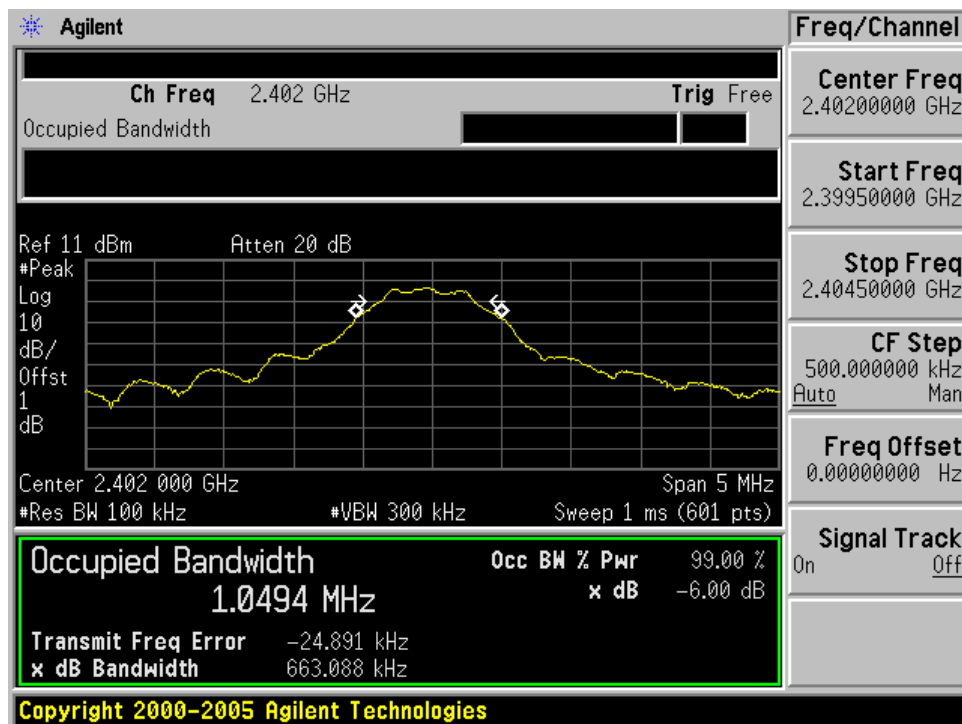 Agilent
Freq/Channel
Ch Freq 2.402 GHz Trig Free
Occupied Bandwidth
Center Freq
2.40200000 GHz
Start Freq
2.39950000 GHz
Stop Freq
2.40450000 GHz
CF Step
500.000000 kHz
Auto Man
Freq Offset
0.00000000 Hz
Signal Track
On Off
Ref 11 dBm Atten 20 dB
#Peak
Log
10
dB/
Offst
1
dB
Center 2.402 000 GHz Span 5 MHz
#Res BW 100 kHz #VBW 300 kHz Sweep 1 ms (601 pts)
Occupied Bandwidth
1.0494 MHz
Occ BW % Pwr 99.00 %
x dB -6.00 dB
Transmit Freq Error -24.891 kHz
x dB Bandwidth 663.088 kHz
Copyright 2000-2005 Agilent Technologies